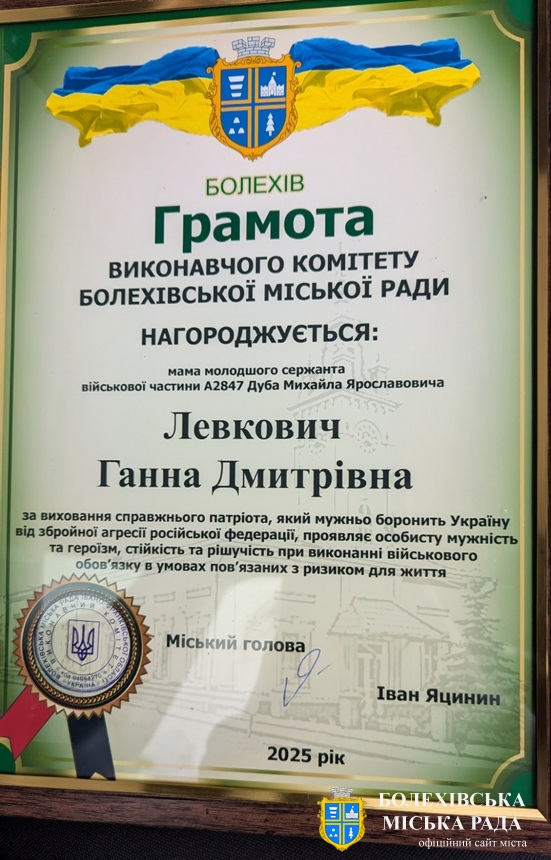 БОЛЕХІВ
Грамота
ВИКОНАВЧОГО КОМІТЕТУ
БОЛЕХІВСЬКОЇ МІСЬКОЇ РАДИ
НАГОРОДЖУЄТЬСЯ:
мама молодшого сержанта
військової частини А2847 Дуба Михайла Ярославовича
Левкович
Ганна Дмитрівна
за виховання справжнього патріота, який мужньо боронить Україну
від збройної агресії російської федерації, проявляє особисту мужність
та героїзм, стійкість та рішучість при виконанні військового
обов’язку в умовах пов’язаних з ризиком для життя
Міський голова
Іван Яцинин
2025 рік
БОЛЕХІВСЬКА
МІСЬКА РАДА
офіційний сайт міста